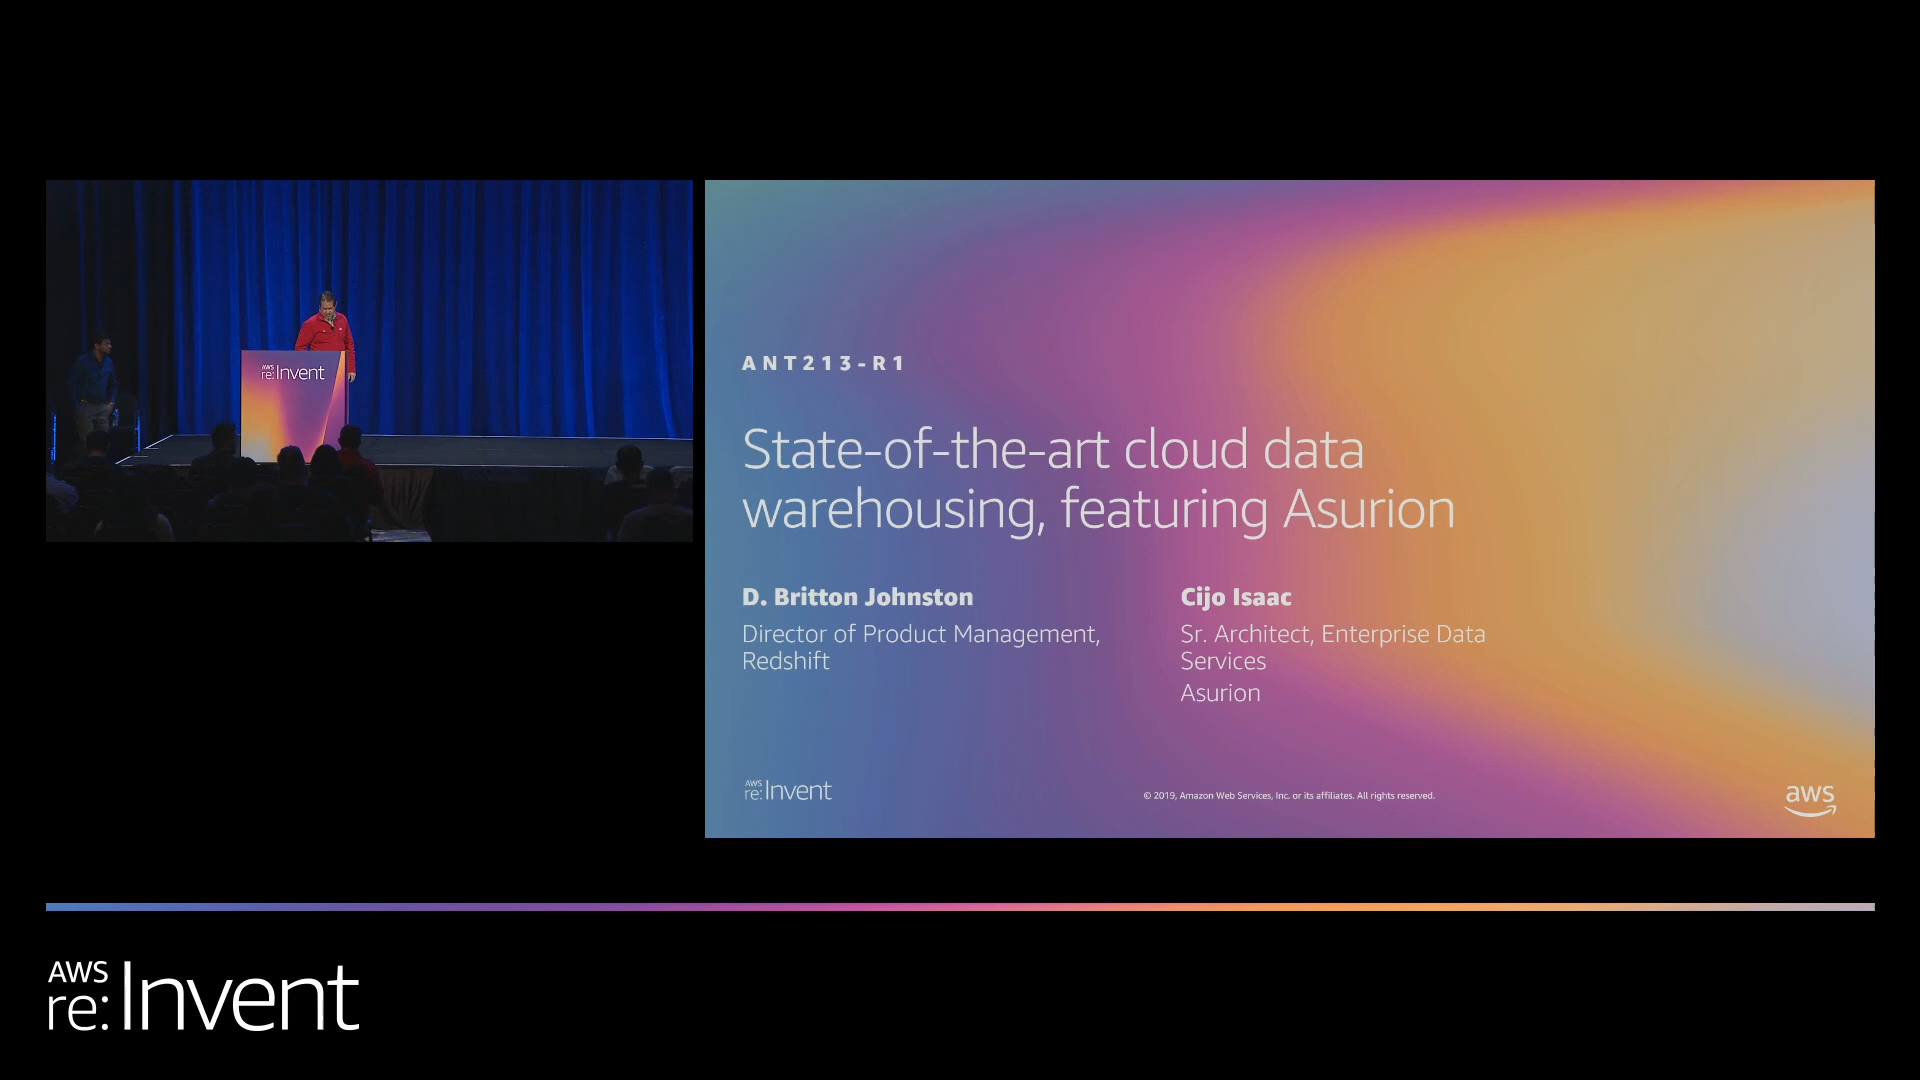 AWS
re:Invent
ANT213-R1
State-of-the-art cloud data
warehousing, featuring Asurion
D. Britton Johnston
Director of Product Management,
Redshift
Cijo Isaac
Sr. Architect, Enterprise Data
Services
Asurion
AWS
re:Invent
© 2019, Amazon Web Services, Inc. or its affiliates. All rights reserved.
aws
AWS
re:Invent